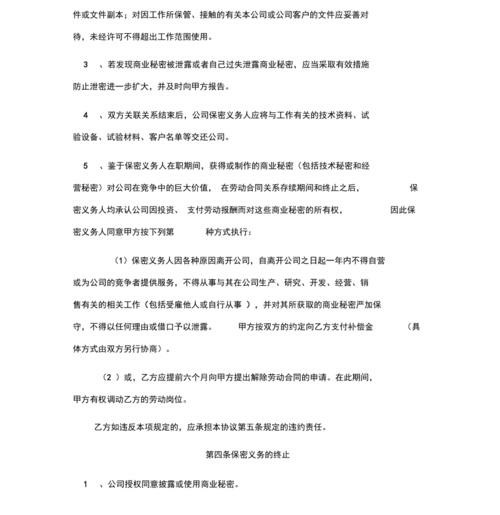 件或文件副本；对因工作所保管、接触的有关本公司或公司客户的文件应妥善对
待，未经许可不得超出工作范围使用。
3 、若发现商业秘密被泄露或者自己过失泄露商业秘密，应当采取有效措施
防止泄密进一步扩大，并及时向甲方报告。
4 、双方关联关系结束后，公司保密义务人应将与工作有关的技术资料、试
验设备、试验材料、客户名单等交还公司。
5 、鉴于保密义务人在职期间，获得或制作的商业秘密（包括技术秘密和经
营秘密）对公司在竞争中的巨大价值， 在劳动合同关系存续期间和终止之后， 保
密义务人均承认公司因投资、 支付劳动报酬而对这些商业秘密的所有权， 因此保
密义务人同意甲方按下列第 种方式执行：
（1）保密义务人因各种原因离开公司，自离开公司之日起一年内不得自营
或为公司的竞争者提供服务，不得从事与其在公司生产、研究、开发、经营、销
售有关的相关工作（包括受雇他人或自行从事 ），并对其所获取的商业秘密严加保
守，不得以任何理由或借口予以泄露。 甲方按双方的约定向乙方支付补偿金 （具
体方式由双方另行协商）。
（2 ）或，乙方应提前六个月向甲方提出解除劳动合同的申请。在此期间，
甲方有权调动乙方的劳动岗位。
乙方如违反本项规定的，应承担本协议第五条规定的违约责任。
第四条保密义务的终止
1 、公司授权同意披露或使用商业秘密。